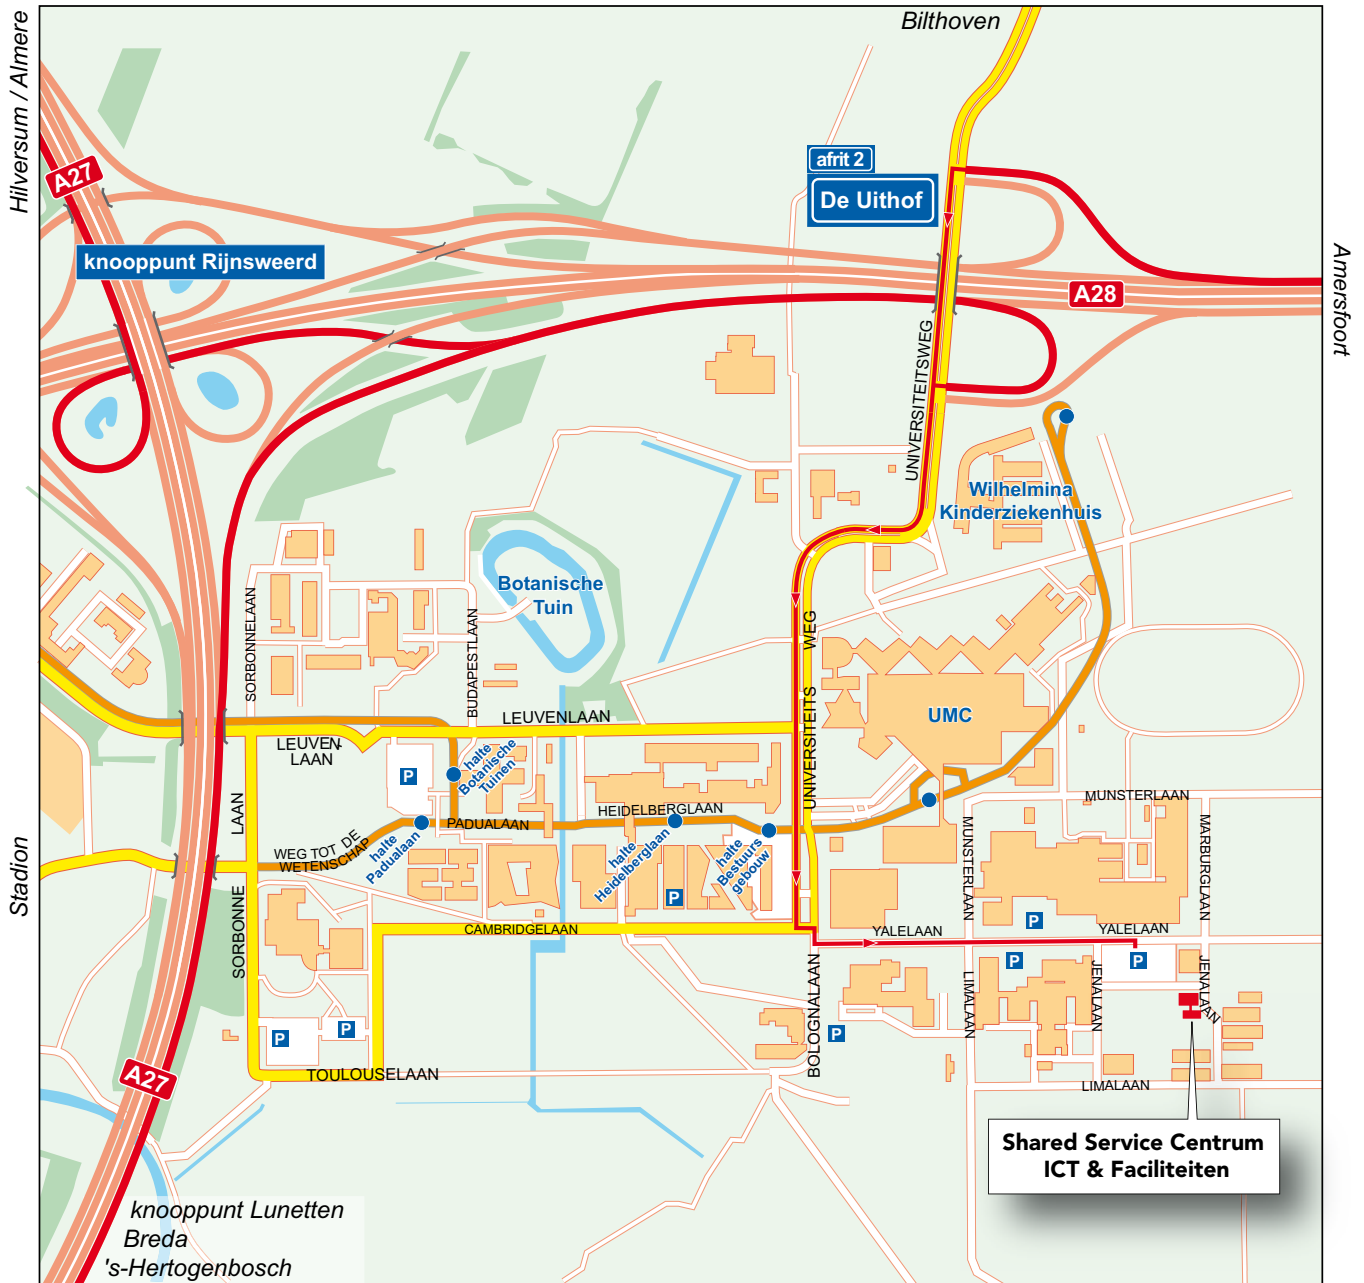 Bilthoven
Hilversum / Almere
afrit 2
De Uithof
A27
knooppunt Rijnsweerd
A28
Amersfoort
UNIVERSITEITSWEG
Wilhelmina
Kinderziekenhuis
Botanische
Tuin
SORBONNELAAN
BUDAPESTLAAN
UNIVERSITEITS WEG
LEUVENLAAN
UMC
LEUVEN
LAAN
P
halte
Botanische
Tuinen
MUNSTERLAAN
HEIDELBERGLAAN
PADUALAAN
SORBONNE LAAN
WEG TOT DE
WETENSCHAP
halte
Padualaan
halte
Heidelberglaan
halte
Bestuurs
gebouw
MUNSTERLAAN
MARBURGLAAN
Stadion
P
P
CAMBRIDGELAAN
YALELAAN
YALELAAN
P
P
BOLOGNALAAN
LIMALAAN
JENALAAN
JENALAAN
P
P
P
TOULOUSELAAN
A27
LIMALAAN
Shared Service Centrum
ICT & Faciliteiten
knooppunt Lunetten
Breda
's-Hertogenbosch